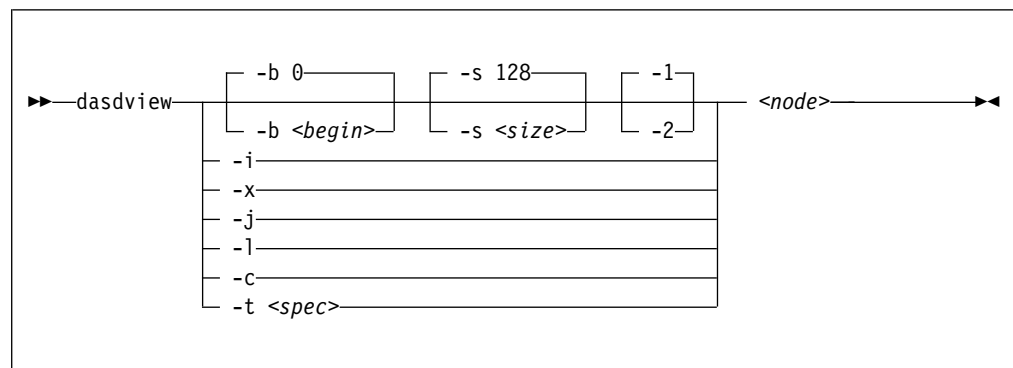 -b 0 -s 128 -1
dasdview <node>
-b <begin> -s <size> -2
-i
-x
-j
-l
-c
-t <spec>